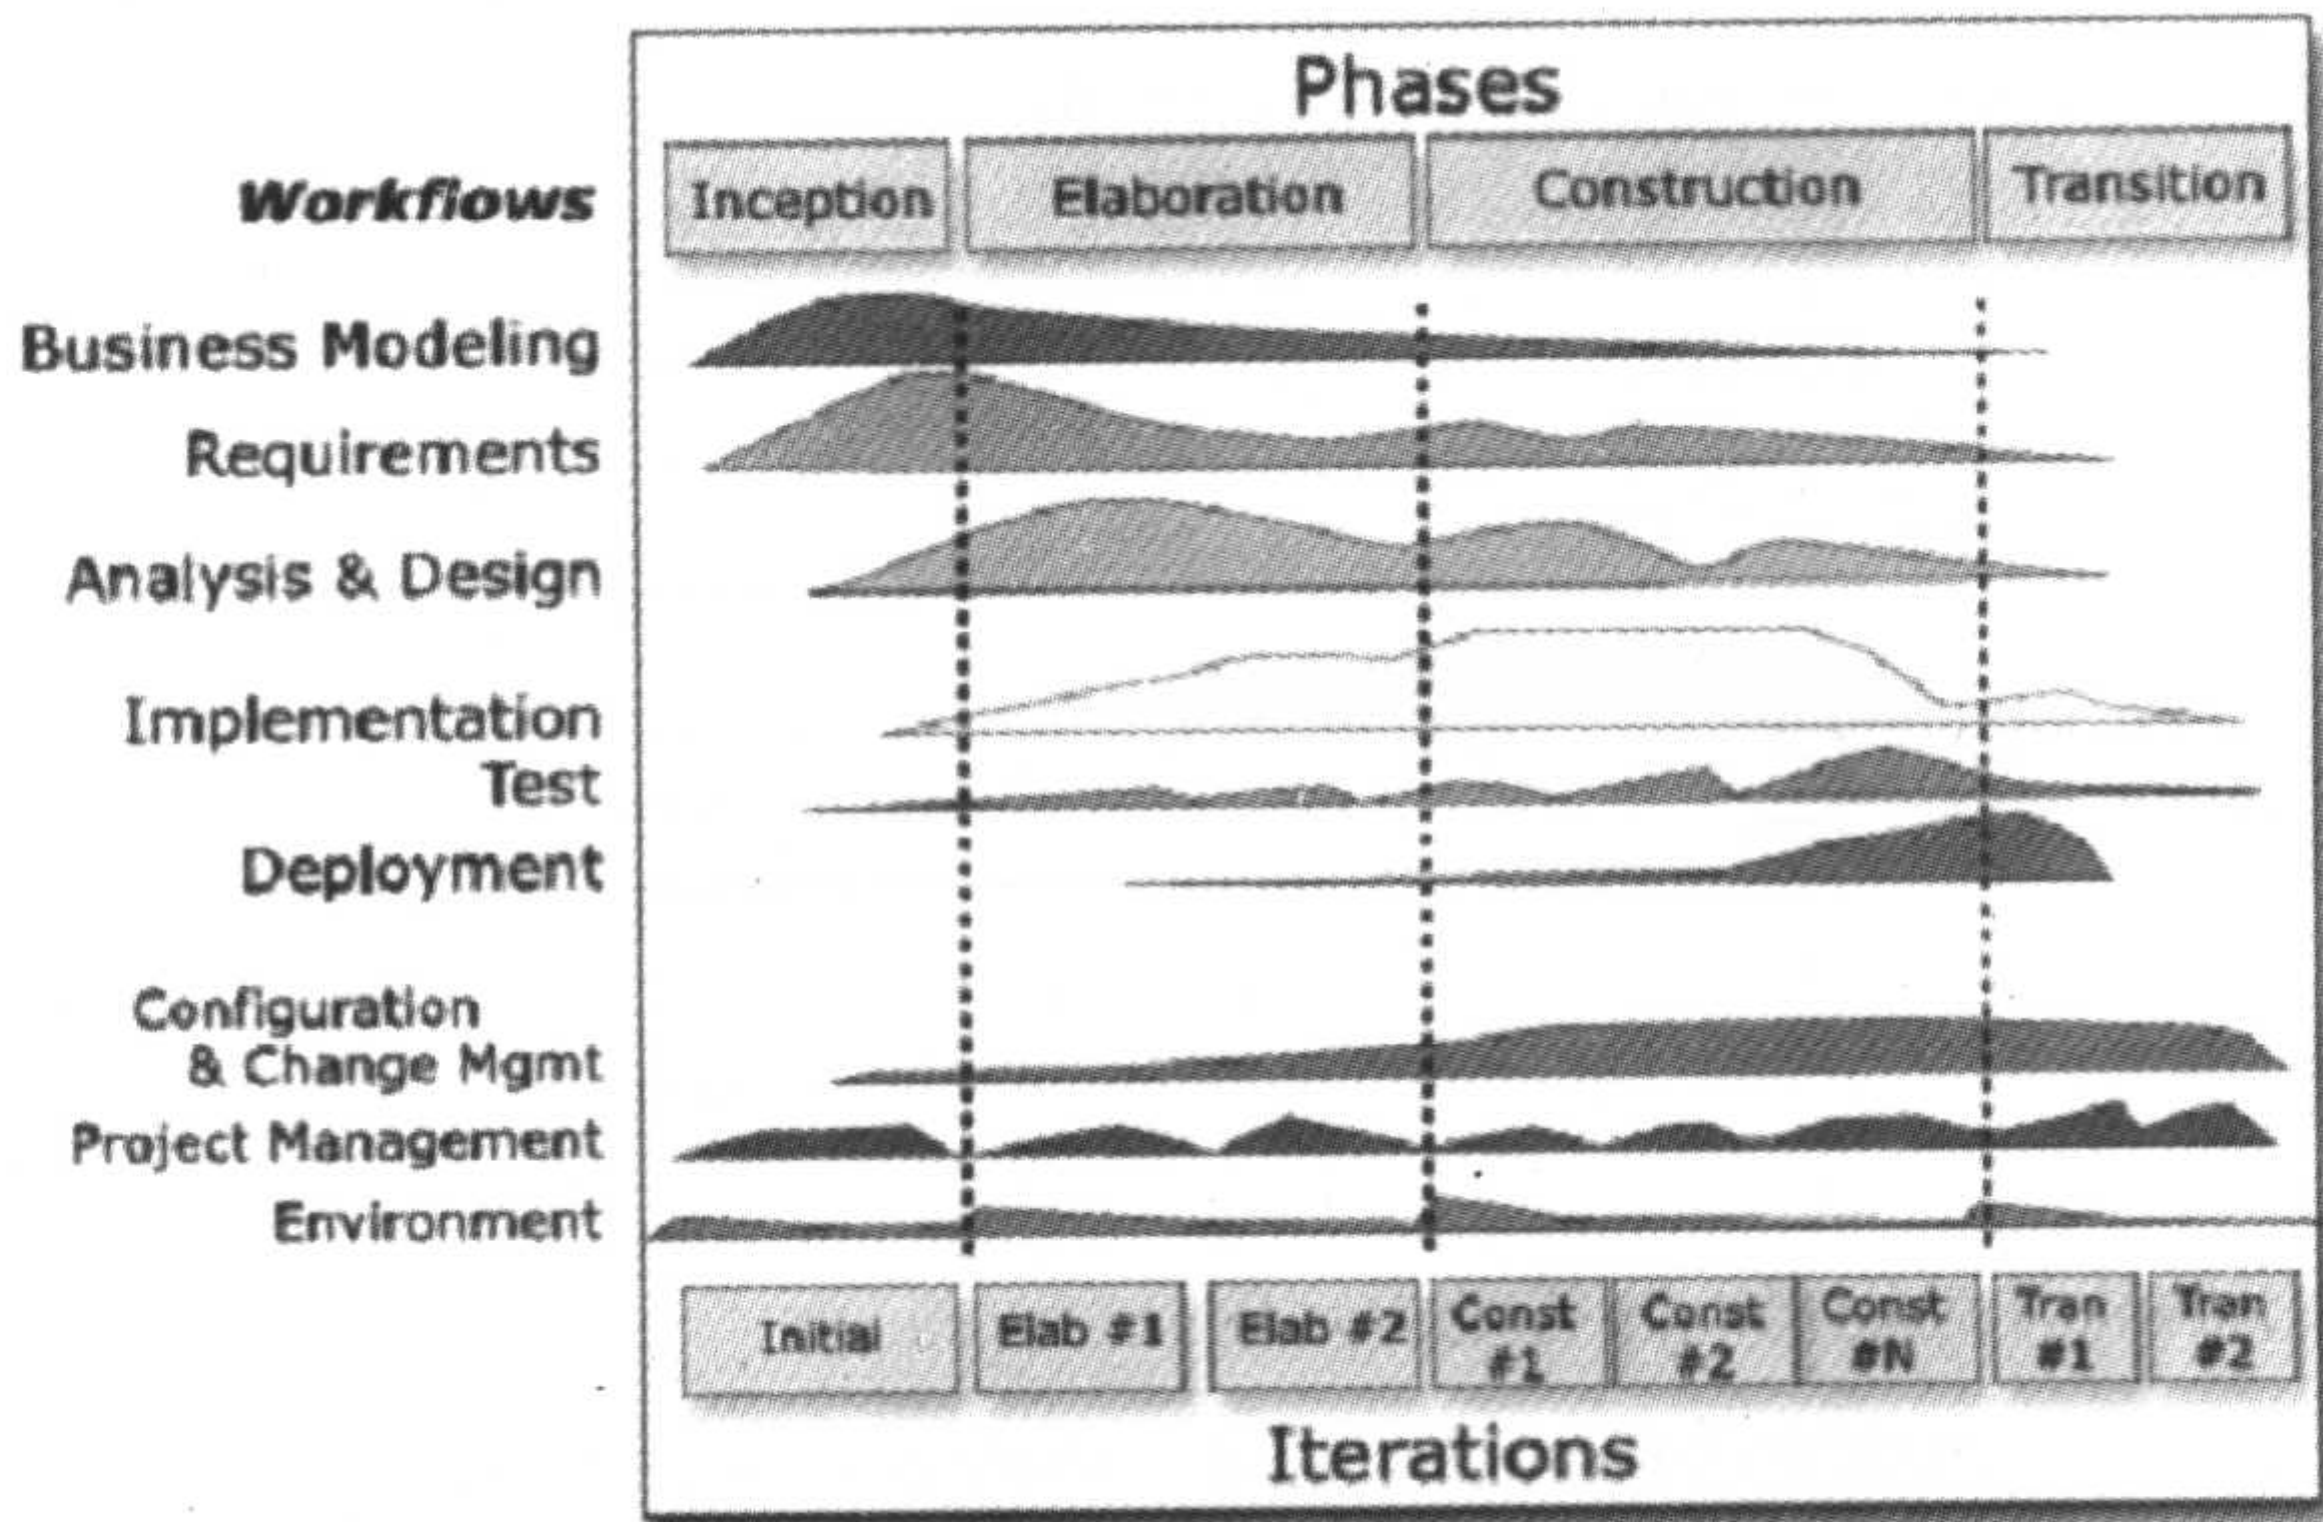 Phases
Workflows
Inception
Elaboration
Construction
Transition
Business Modeling
Requirements
Analysis & Design
Implementation
Test
Deployment
Configuration
& Change Mgmt
Project Management
Environment
Initial
Elab #1
Elab #2
Const
#1
Const
#2
Const
#N
Tran
#1
Tran
#2
Iterations